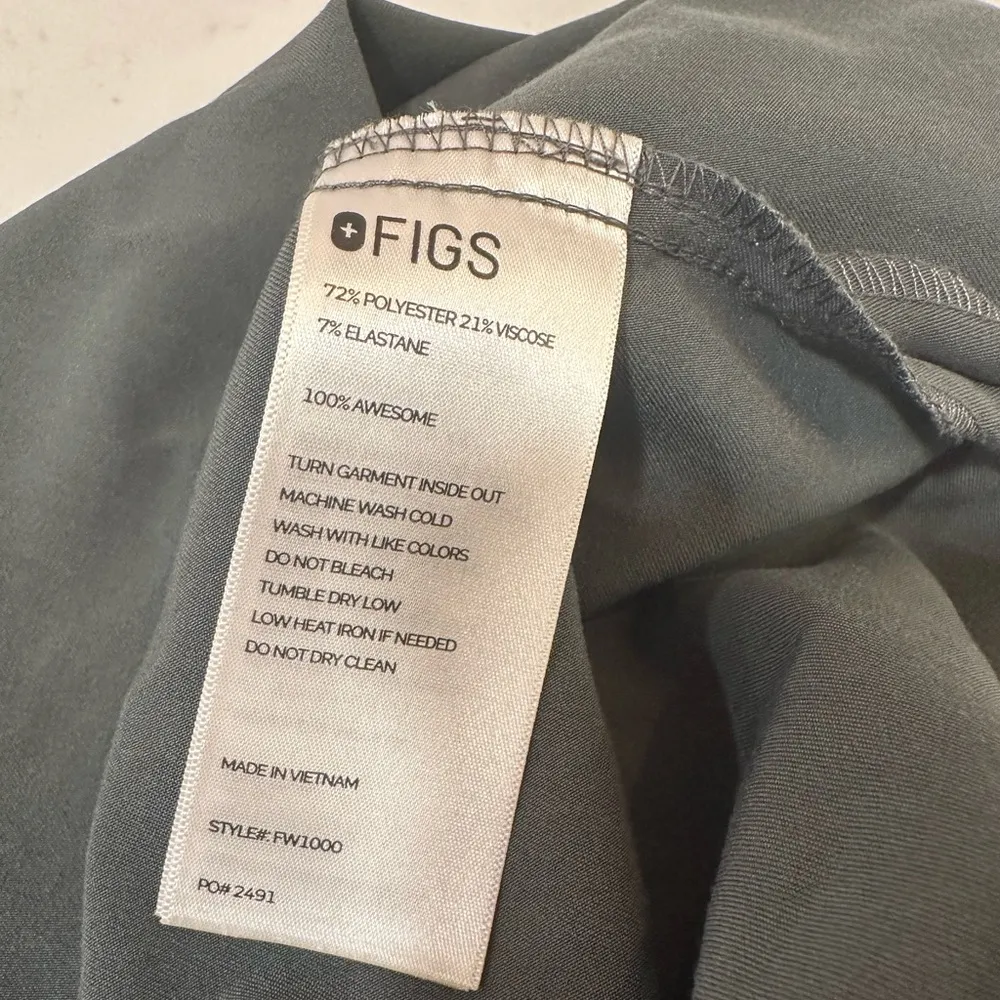 FIGS
72% POLYESTER 21% VISCOSE
7% ELASTANE
100% AWESOME
TURN GARMENT INSIDE OUT
MACHINE WASH COLD
WASH WITH LIKE COLORS
DO NOT BLEACH
TUMBLE DRY LOW
LOW HEAT IRON IF NEEDED
DO NOT DRY CLEAN
MADE IN VIETNAM
STYLE#: FW1000
PO# 2491